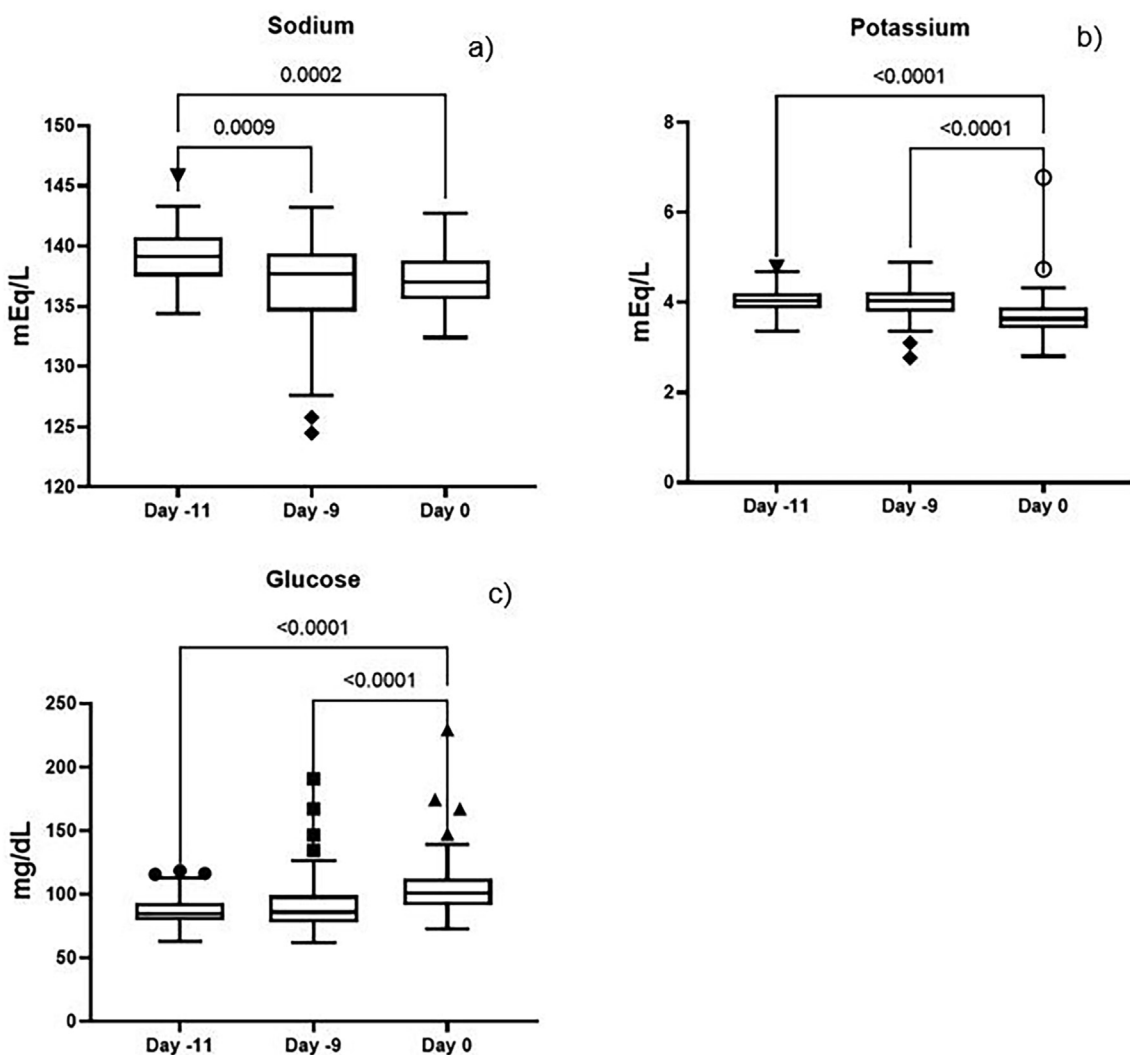 Sodium
a)
0.0002
0.0009
150
145
140
135
130
125
120
mEq/L
Day -11 Day -9 Day 0
Potassium
b)
<0.0001
<0.0001
8
6
4
2
0
mEq/L
Day -11 Day -9 Day 0
Glucose
c)
<0.0001
<0.0001
250
200
150
100
50
0
mg/dL
Day -11 Day -9 Day 0